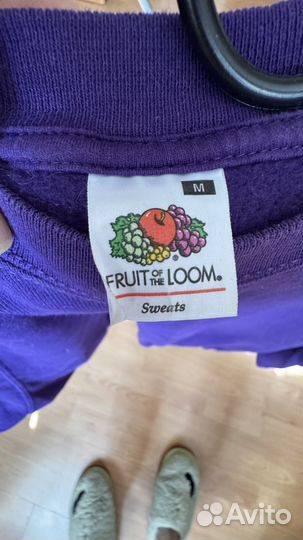 M
FRUIT OF THE LOOM®
Sweats
Avito